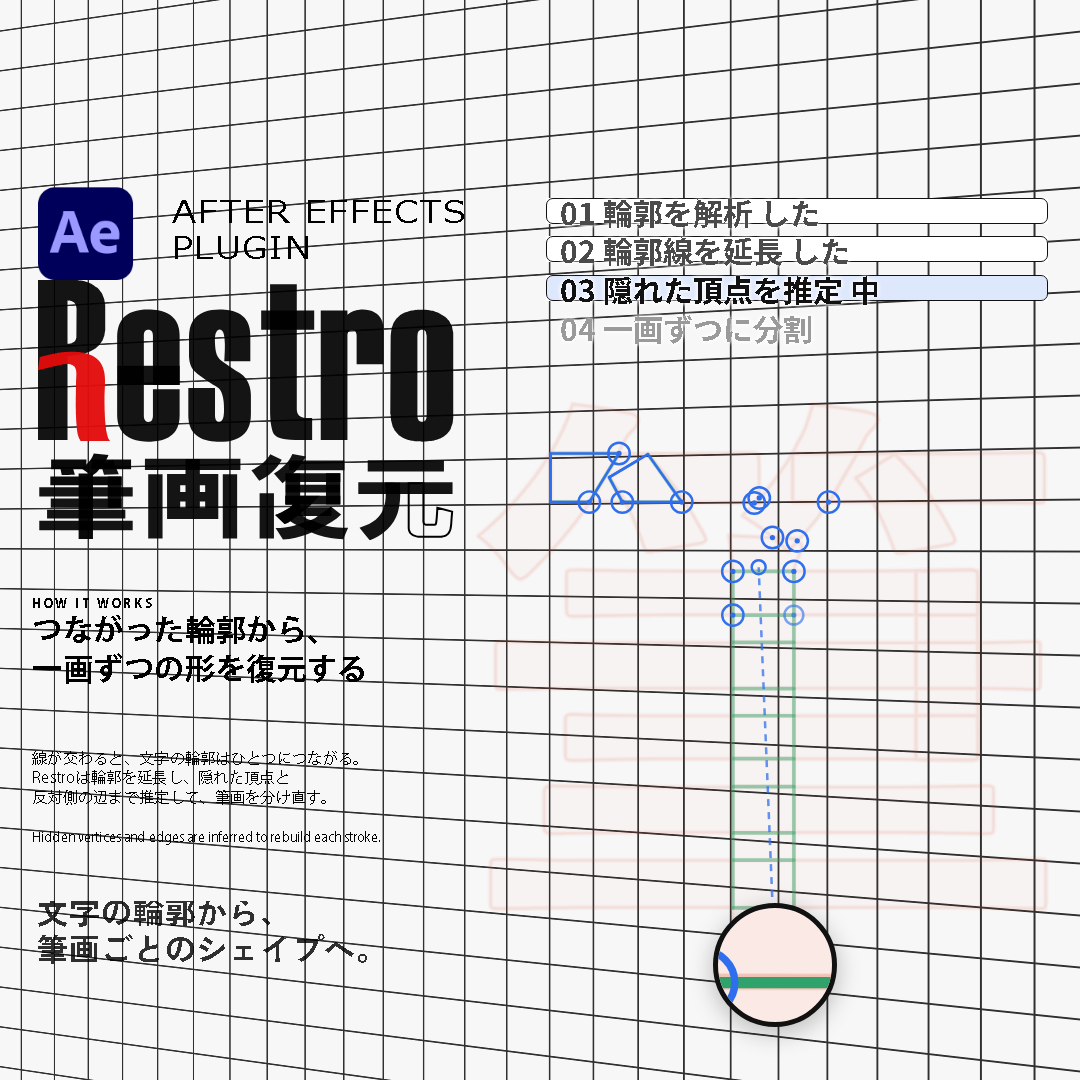 Ae
AFTER EFFECTS
PLUGIN
Restro
筆画復元
HOW IT WORKS
つながった輪郭から、
一画ずつの形を復元する
線が交わると、文字の輪郭はひとつにつながる。
Restroは輪郭を延長し、隠れた頂点と
反対側の辺まで推定して、筆画を分け直す。
Hidden vertices and edges are inferred to rebuild each stroke.
文字の輪郭から、
筆画ごとのシェイプへ。
01 輪郭を解析 した
02 輪郭線を延長 した
03 隠れた頂点を推定 中
04 一画ずつに分割
筆